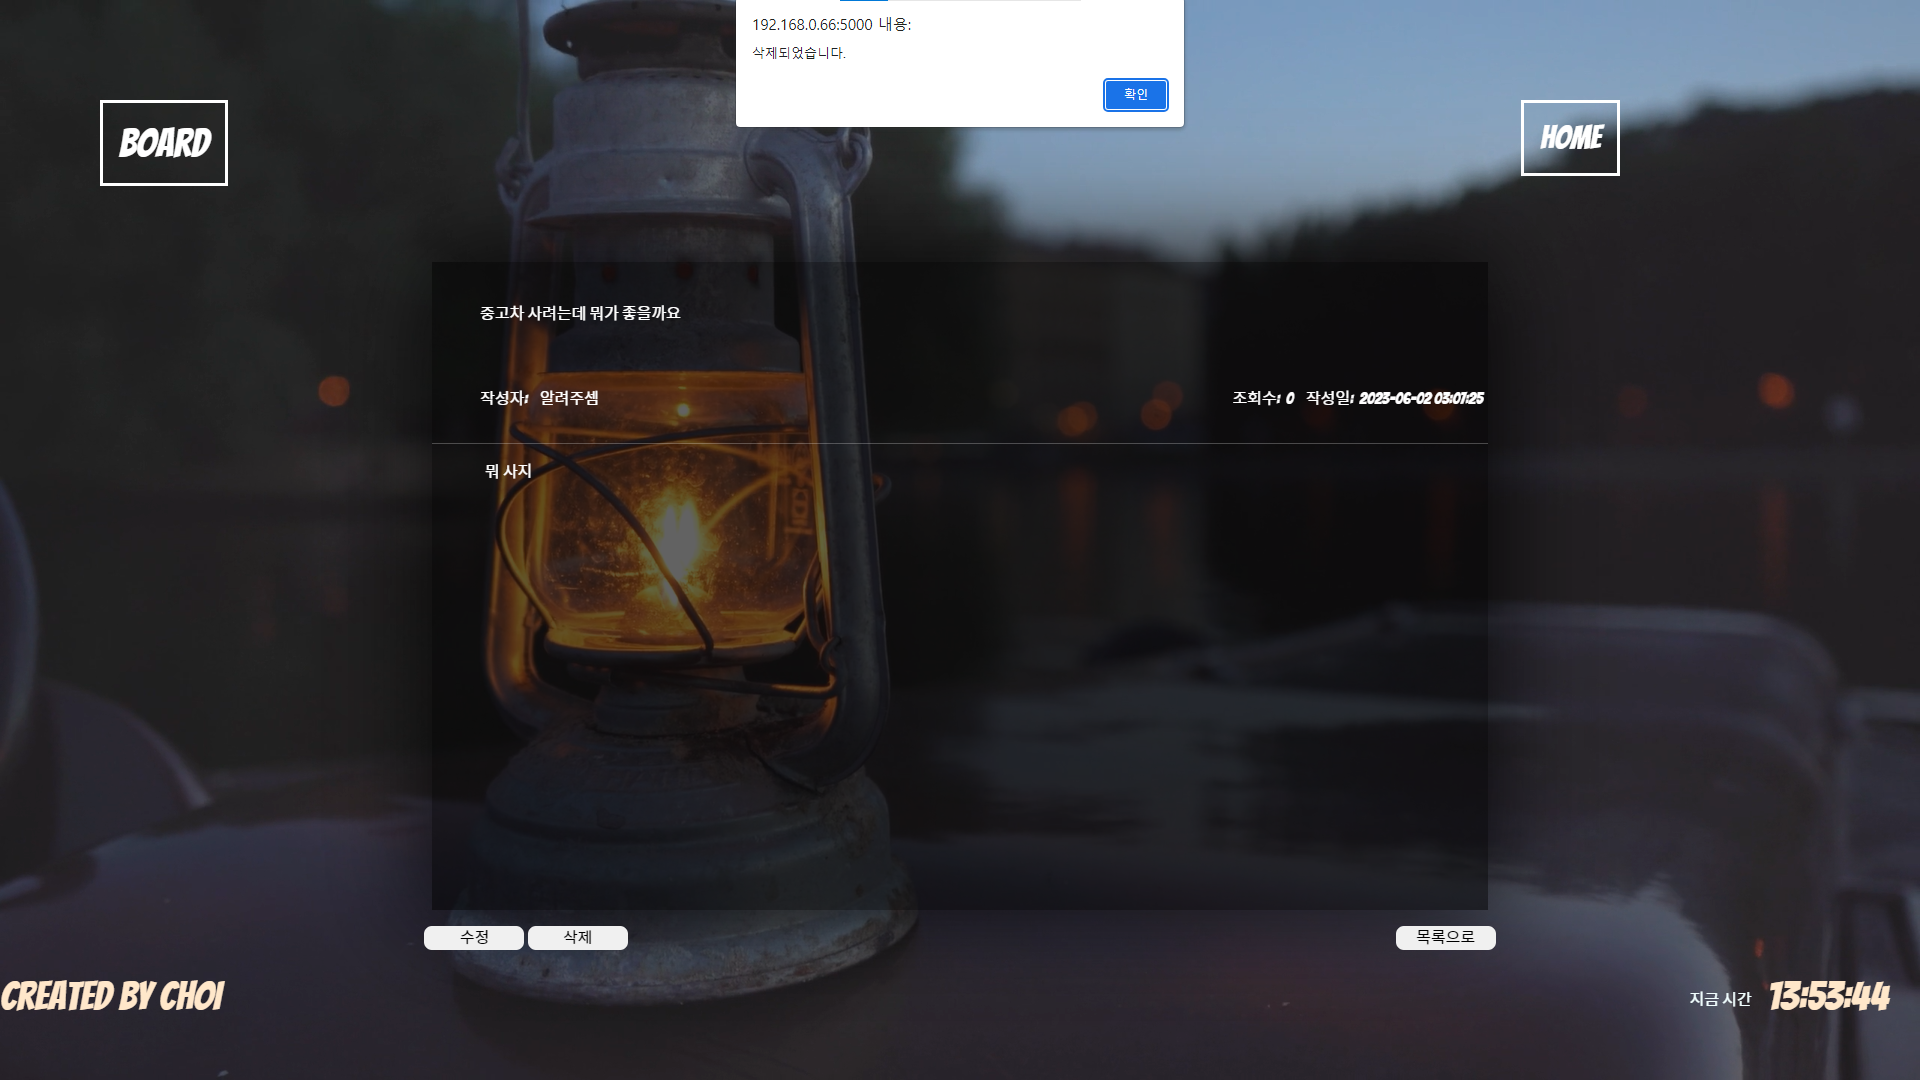 192.168.0.66:5000 내용:
삭제되었습니다.
확인
BOARD
HOME
중고차 사려는데 뭐가 좋을까요
작성자: 알려주셈
조회수: 0 작성일: 2023-06-02 03:07:25
뭐 사지
수정
삭제
목록으로
CREATED BY CHOI
지금 시간 13:53:44